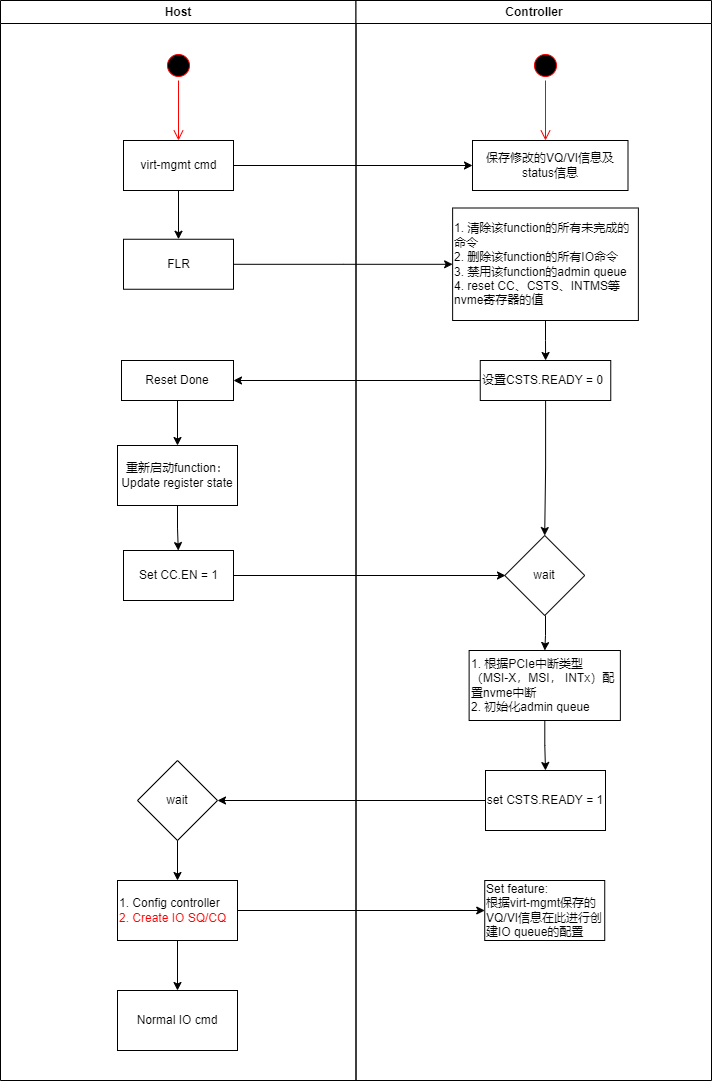 Host
Controller
virt-mgmt cmd
保存修改的VQ/VI信息及
status信息
FLR
1. 清除该function的所有未完成的
命令
2. 删除该function的所有IO命令
3. 禁用该function的admin queue
4. reset CC、CSTS、INTMS等
nvme寄存器的值
Reset Done
设置CSTS.READY = 0
重新启动function：
Update register state
Set CC.EN = 1
wait
1. 根据PCIe中断类型
（MSI-X，MSI， INTx）配
置nvme中断
2. 初始化admin queue
wait
set CSTS.READY = 1
1. Config controller
2. Create IO SQ/CQ
Set feature:
根据virt-mgmt保存的
VQ/VI信息在此进行创
建IO queue的配置
Normal IO cmd